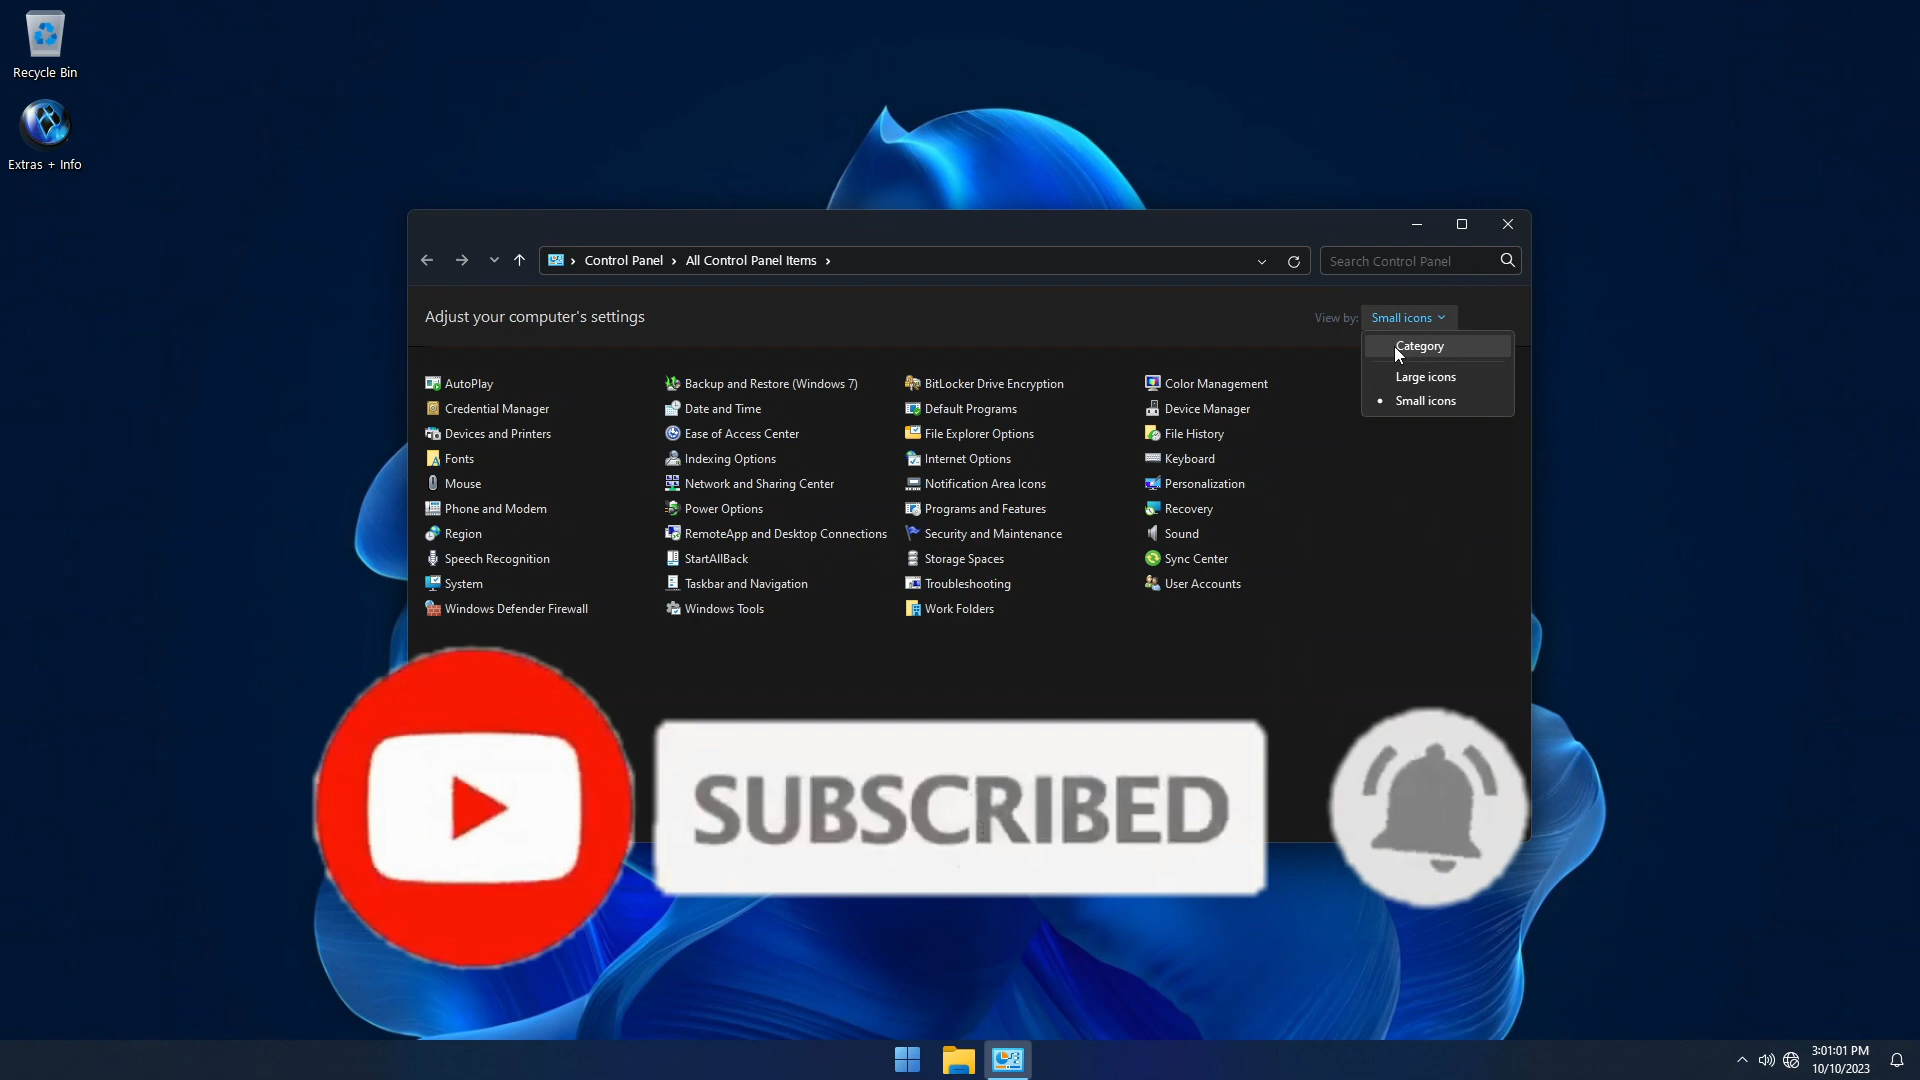 Recycle Bin
Extras + Info
Control Panel › All Control Panel Items ›
Search Control Panel
Adjust your computer's settings
View by: Small icons
Category
Large icons
Small icons
AutoPlay
Backup and Restore (Windows 7)
BitLocker Drive Encryption
Color Management
Credential Manager
Date and Time
Default Programs
Device Manager
Devices and Printers
Ease of Access Center
File Explorer Options
File History
Fonts
Indexing Options
Internet Options
Keyboard
Mouse
Network and Sharing Center
Notification Area Icons
Personalization
Phone and Modem
Power Options
Programs and Features
Recovery
Region
RemoteApp and Desktop Connections
Security and Maintenance
Sound
Speech Recognition
StartAllBack
Storage Spaces
Sync Center
System
Taskbar and Navigation
Troubleshooting
User Accounts
Windows Defender Firewall
Windows Tools
Work Folders
SUBSCRIBED
3:01:01 PM
10/10/2023